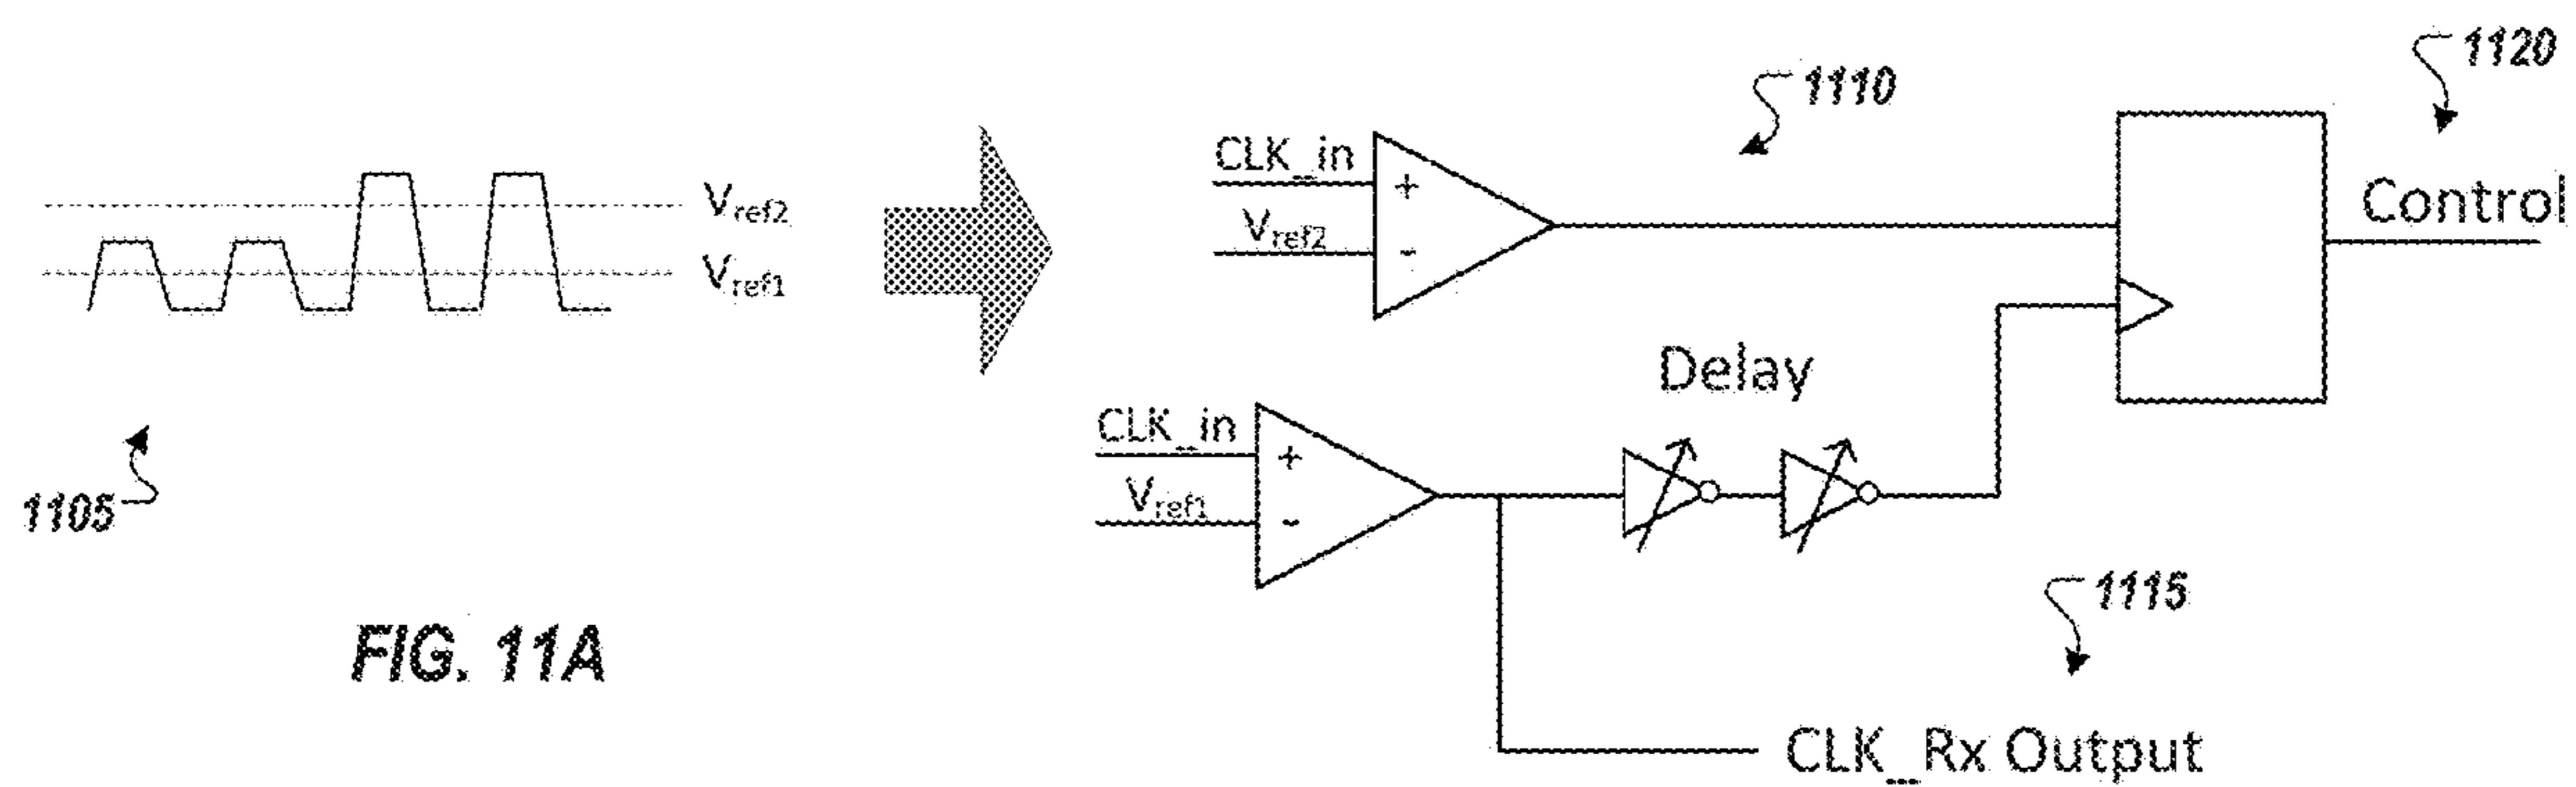 1120
1110
CLK_in
+
Vref2
-
Control
Vref2
Vref1
Delay
CLK_in
+
Vref1
-
1105
1115
FIG. 11A
CLK_Rx Output